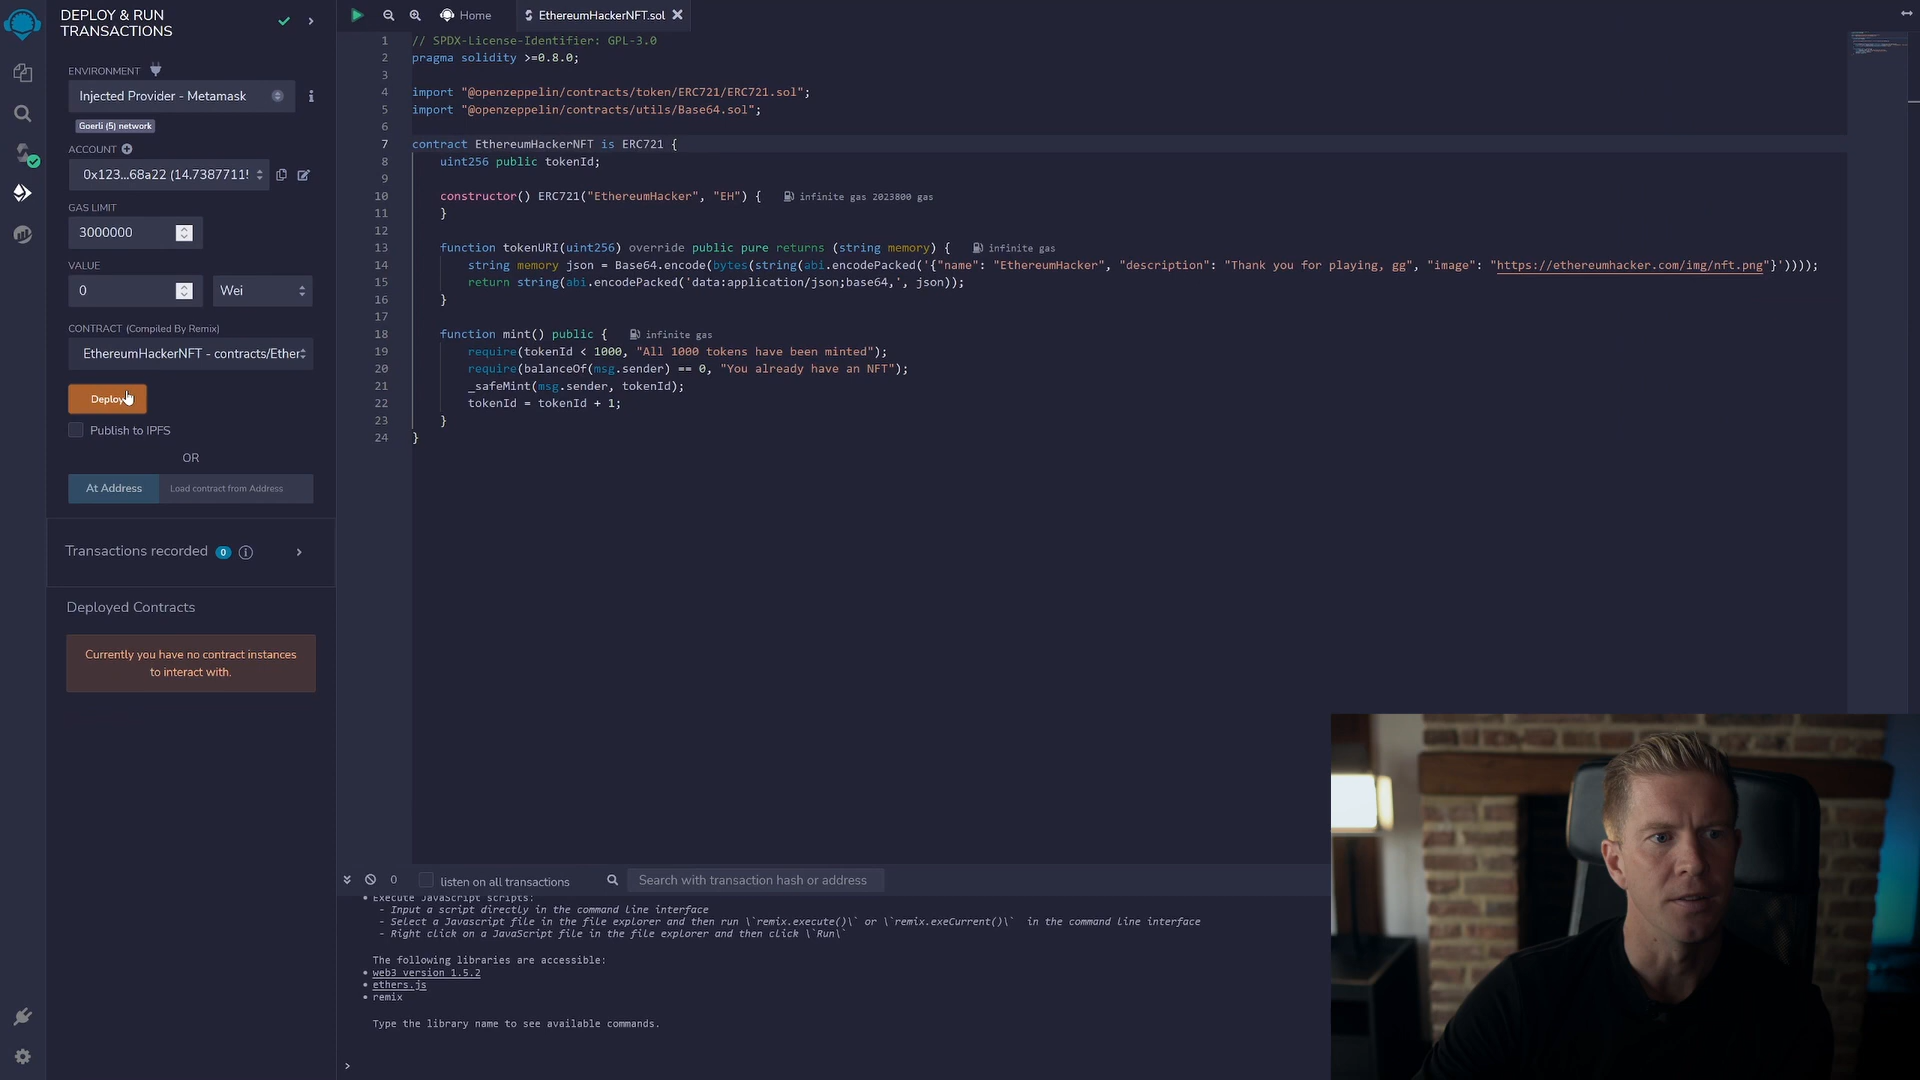 DEPLOY & RUN
TRANSACTIONS
ENVIRONMENT
Injected Provider - Metamask
Goerli (5) network
ACCOUNT
0x123...68a22 (14.7387711
GAS LIMIT
3000000
VALUE
0
Wei
CONTRACT (Compiled By Remix)
EthereumHackerNFT - contracts/Ether
Deploy
Publish to IPFS
OR
At Address
Load contract from Address
Transactions recorded 0
Deployed Contracts
Currently you have no contract instances
to interact with.
Home
EthereumHackerNFT.sol
1 // SPDX-License-Identifier: GPL-3.0
2 pragma solidity >=0.8.0;
3
4 import "@openzeppelin/contracts/token/ERC721/ERC721.sol";
5 import "@openzeppelin/contracts/utils/Base64.sol";
6
7 contract EthereumHackerNFT is ERC721 {
8 uint256 public tokenId;
9
10 constructor() ERC721("EthereumHacker", "EH") { infinite gas 2023800 gas
11 }
12
13 function tokenURI(uint256) override public pure returns (string memory) { infinite gas
14 string memory json = Base64.encode(bytes(string(abi.encodePacked('{"name": "EthereumHacker", "description": "Thank you for playing, gg", "image": "https://ethereumhacker.com/img/nft.png"}'))));
15 return string(abi.encodePacked('data:application/json;base64,', json));
16 }
17
18 function mint() public { infinite gas
19 require(tokenId < 1000, "All 1000 tokens have been minted");
20 require(balanceOf(msg.sender) == 0, "You already have an NFT");
21 _safeMint(msg.sender, tokenId);
22 tokenId = tokenId + 1;
23 }
24 }
0
listen on all transactions
Search with transaction hash or address
• Execute JavaScript scripts:
- Input a script directly in the command line interface
- Select a Javascript file in the file explorer and then run \`remix.execute()\` or \`remix.exeCurrent()\` in the command line interface
- Right click on a JavaScript file in the file explorer and then click \`Run\`
The following libraries are accessible:
• web3 version 1.5.2
• ethers.js
• remix
Type the library name to see available commands.
>